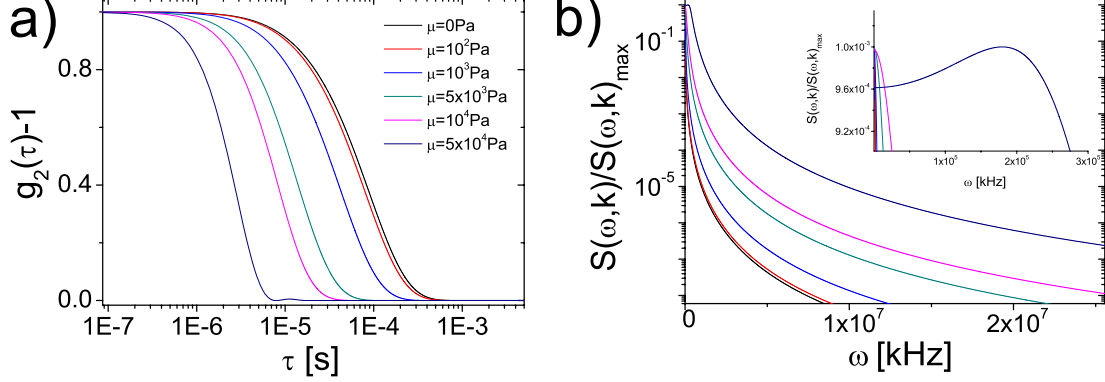 a)
g₂(τ)-1
0.8
0.4
0.0
1E-7 1E-6 1E-5 1E-4 1E-3
τ [s]
μ=0Pa
μ=10²Pa
μ=10³Pa
μ=5x10³Pa
μ=10⁴Pa
μ=5x10⁴Pa
b)
S(ω,k)/S(ω,k)max
10⁻¹
10⁻⁵
0 1x10⁷ 2x10⁷
ω [kHz]
S(ω,k)/S(ω,k)max
1.0x10⁻³
9.6x10⁻⁴
9.2x10⁻⁴
1x10⁵ 2x10⁵ 3x10⁵
ω [kHz]